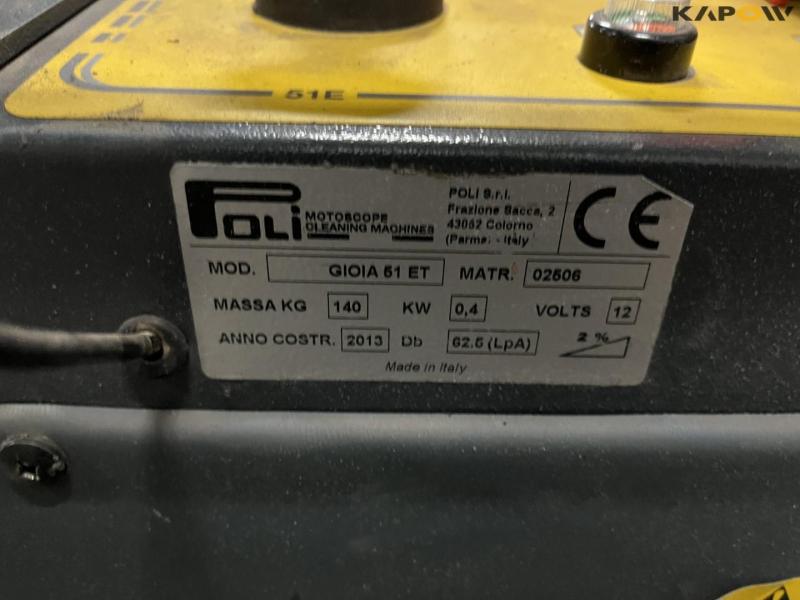 KAPOW
51E
POLI MOTOSCOPE
CLEANING MACHINES
POLI S.r.l.
Frazione Sacca, 2
43052 Colorno
(Parma) - Italy
CE
MOD. GIOIA 51 ET MATR. 02506
MASSA KG 140 KW 0,4 VOLTS 12
ANNO COSTR. 2013 Db 62.5 (LpA) 2 %
Made in Italy